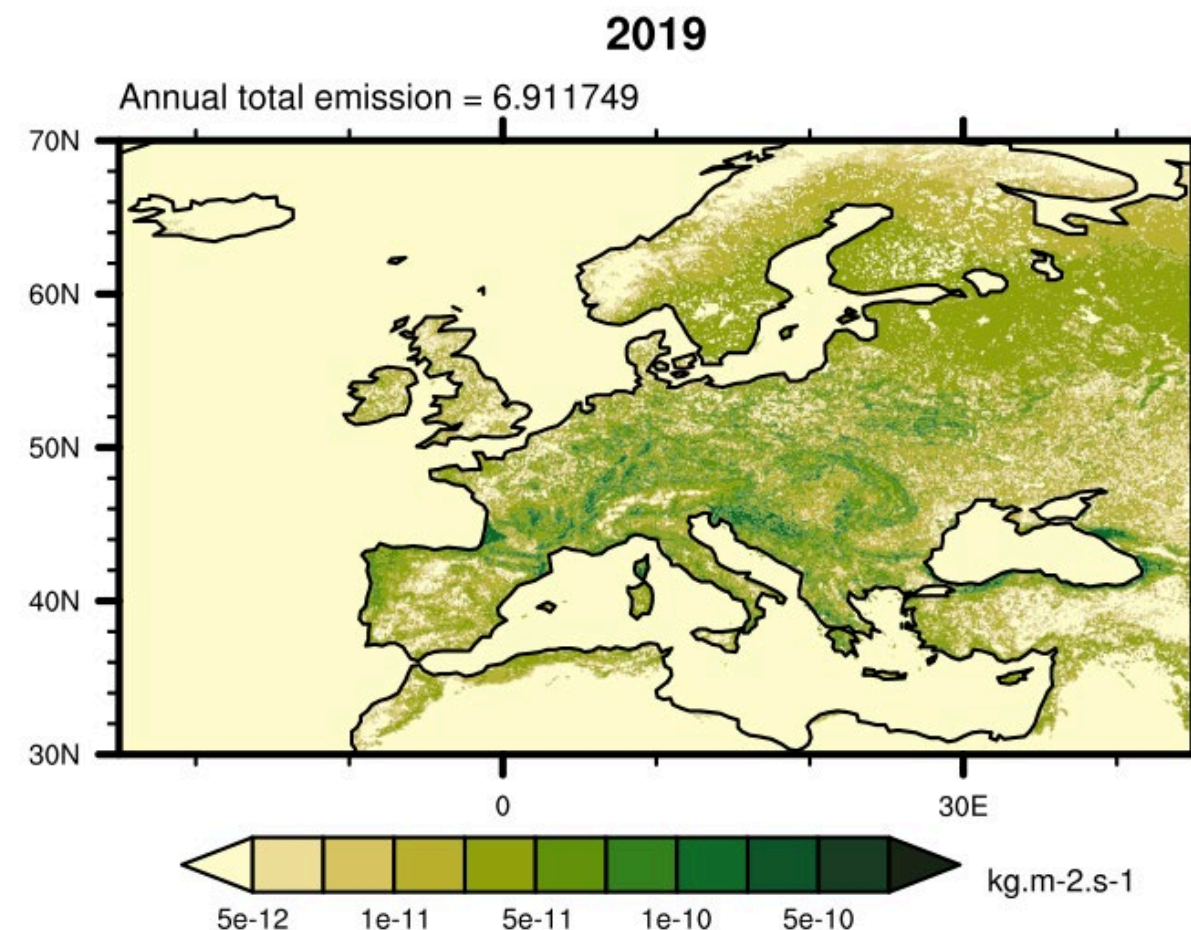 2019
Annual total emission = 6.911749
70N
60N
50N
40N
30N
0 30E
kg.m-2.s-1
5e-12 1e-11 5e-11 1e-10 5e-10